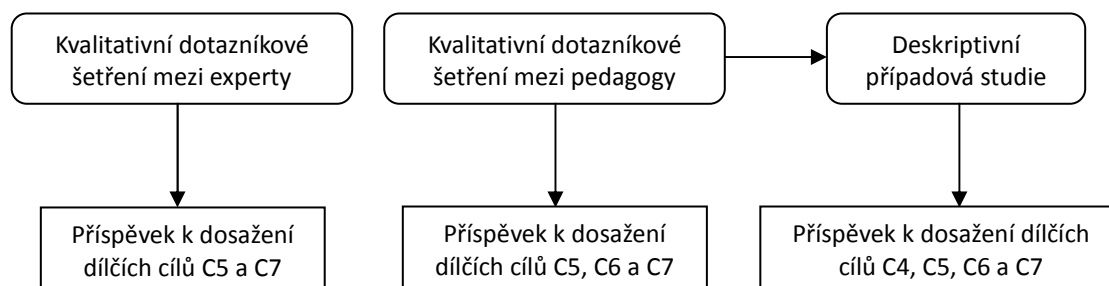 Kvalitativní dotazníkové
šetření mezi experty
Kvalitativní dotazníkové
šetření mezi pedagogy
Deskriptivní
případová studie
Příspěvek k dosažení
dílčích cílů C5 a C7
Příspěvek k dosažení
dílčích cílů C5, C6 a C7
Příspěvek k dosažení dílčích
cílů C4, C5, C6 a C7